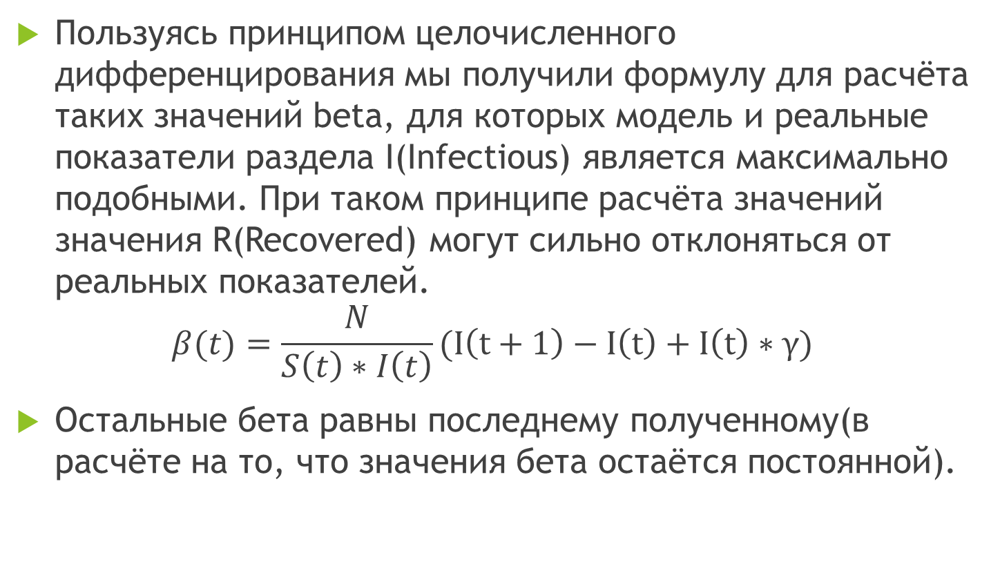 Пользуясь принципом целочисленного
дифференцирования мы получили формулу для расчёта
таких значений beta, для которых модель и реальные
показатели раздела I(Infectious) является максимально
подобными. При таком принципе расчёта значений
значения R(Recovered) могут сильно отклоняться от
реальных показателей.
β(t) = N / S(t) * I(t) (I(t + 1) − I(t) + I(t) * γ)
Остальные бета равны последнему полученному(в
расчёте на то, что значения бета остаётся постоянной).